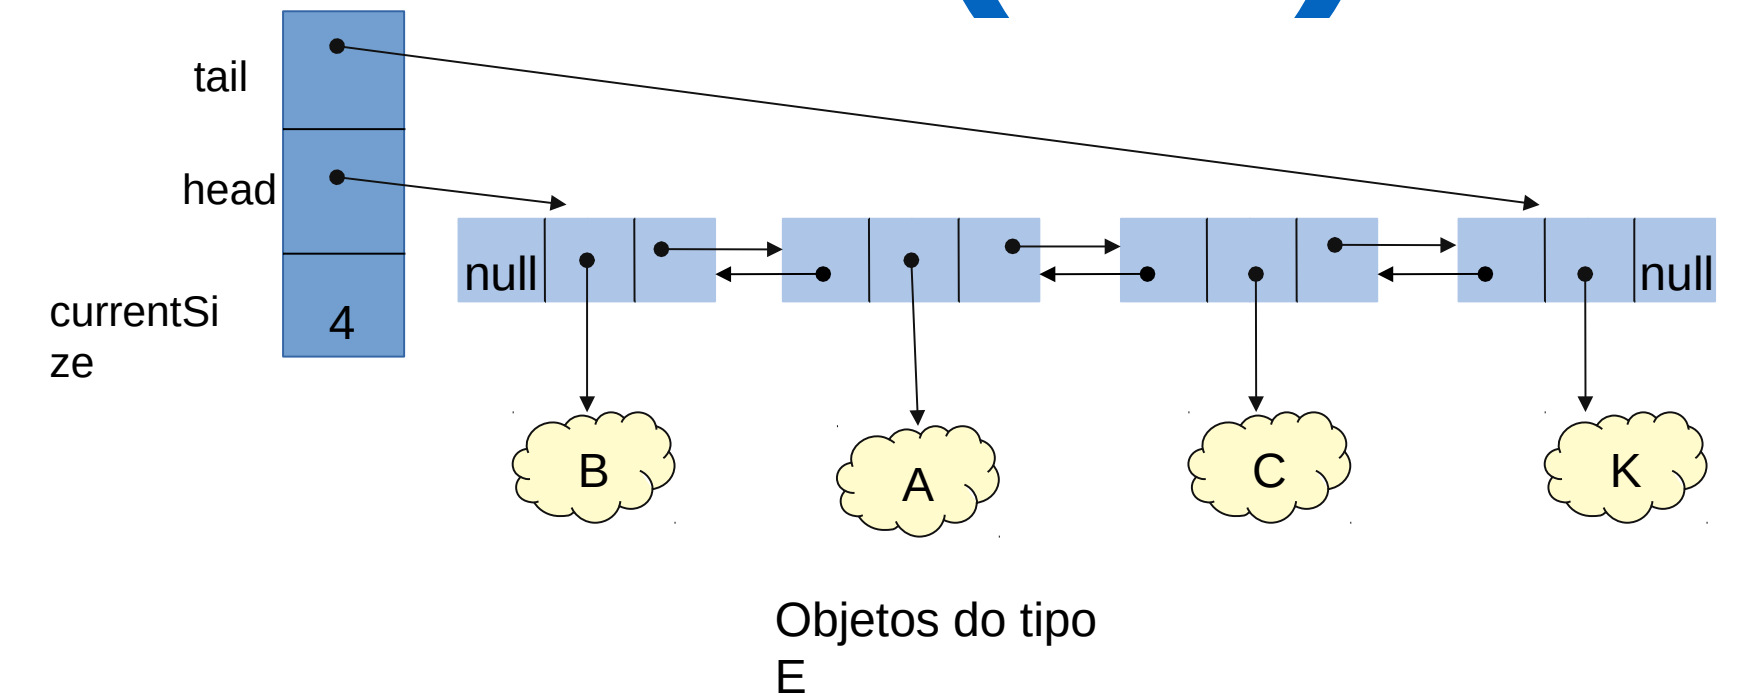 tail
head
null
null
currentSi
ze
4
B
A
C
K
Objetos do tipo
E